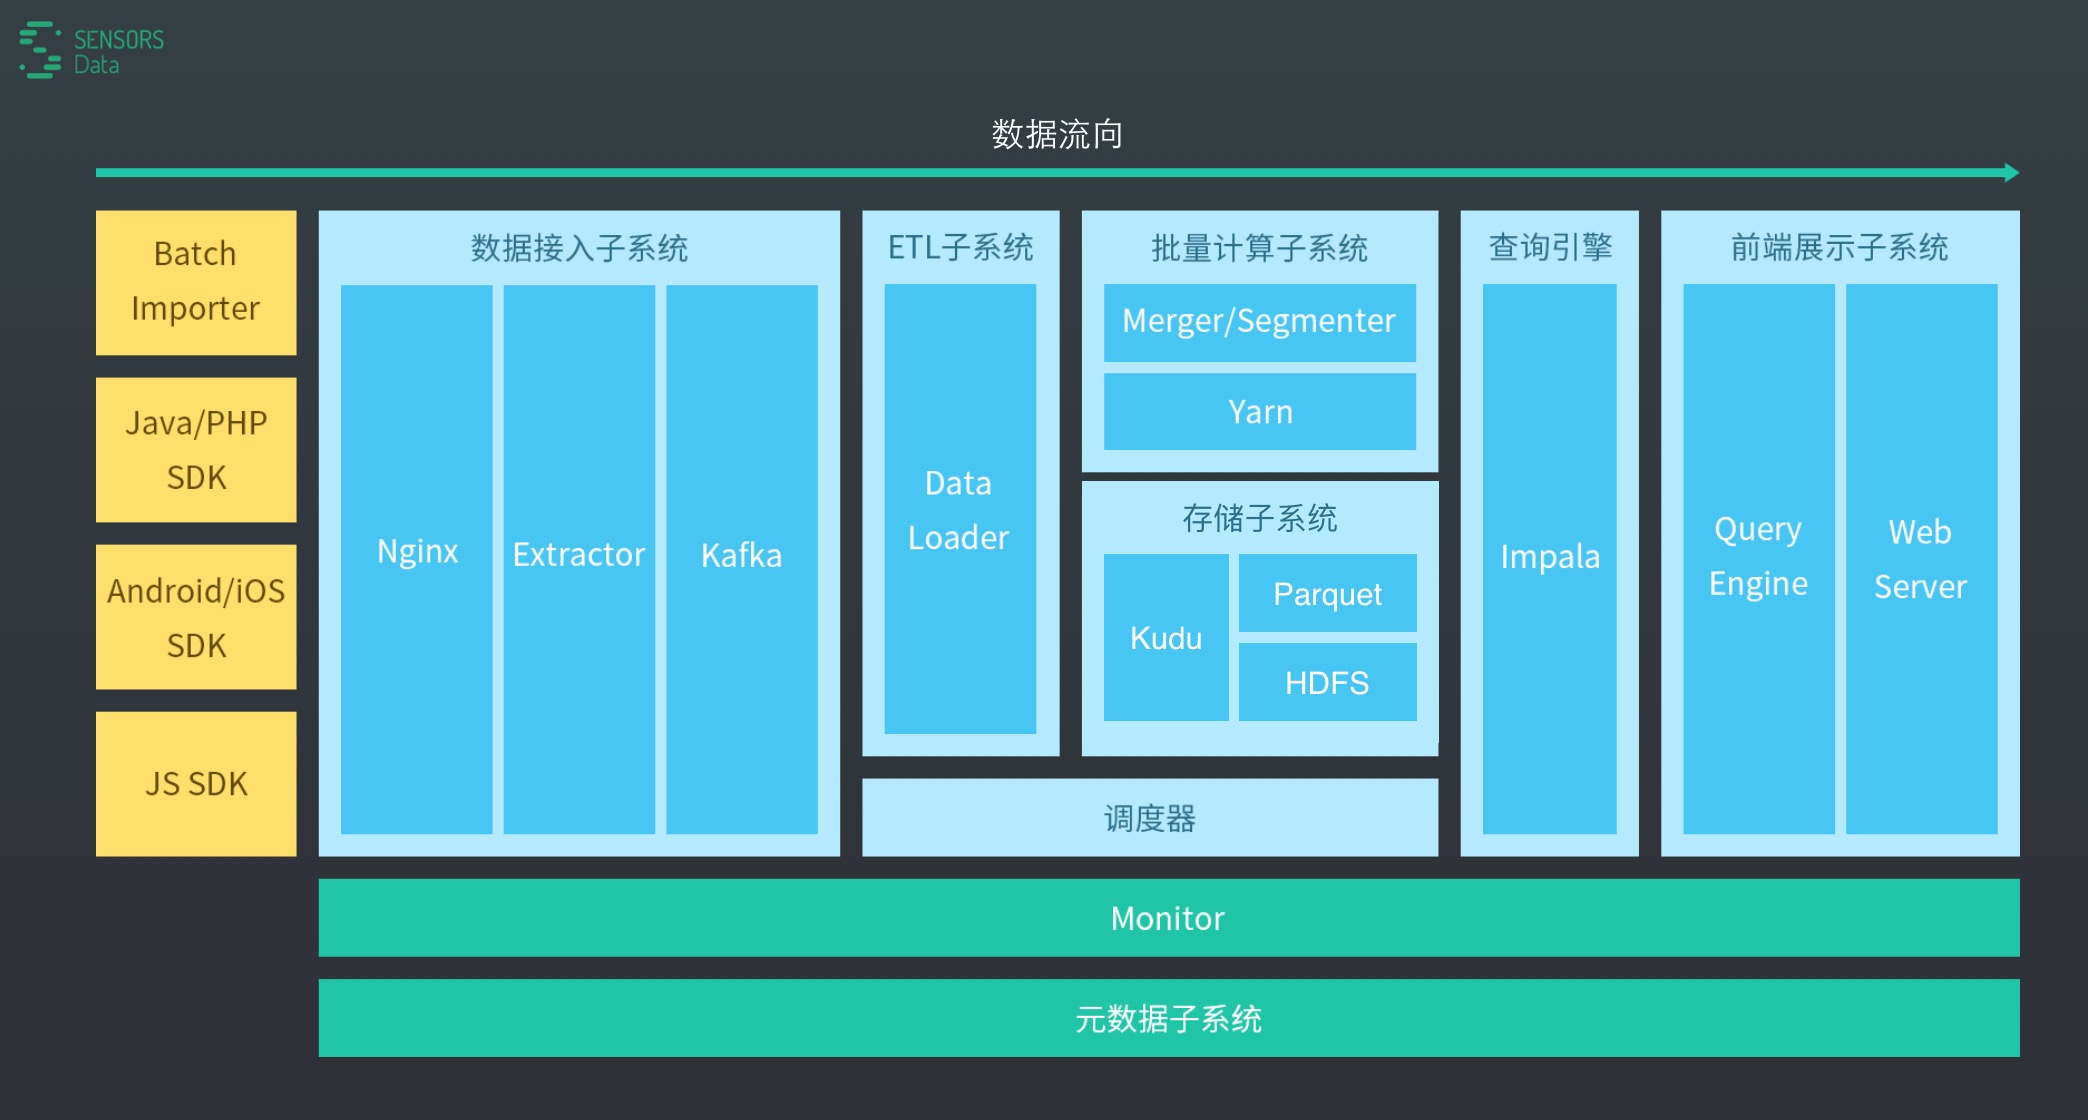 SENSORS
Data
数据流向
Batch
Importer
Java/PHP
SDK
Android/iOS
SDK
JS SDK
数据接入子系统
Nginx
Extractor
Kafka
ETL子系统
Data
Loader
批量计算子系统
Merger/Segmenter
Yarn
存储子系统
Kudu
Parquet
HDFS
调度器
查询引擎
Impala
前端展示子系统
Query
Engine
Web
Server
Monitor
元数据子系统